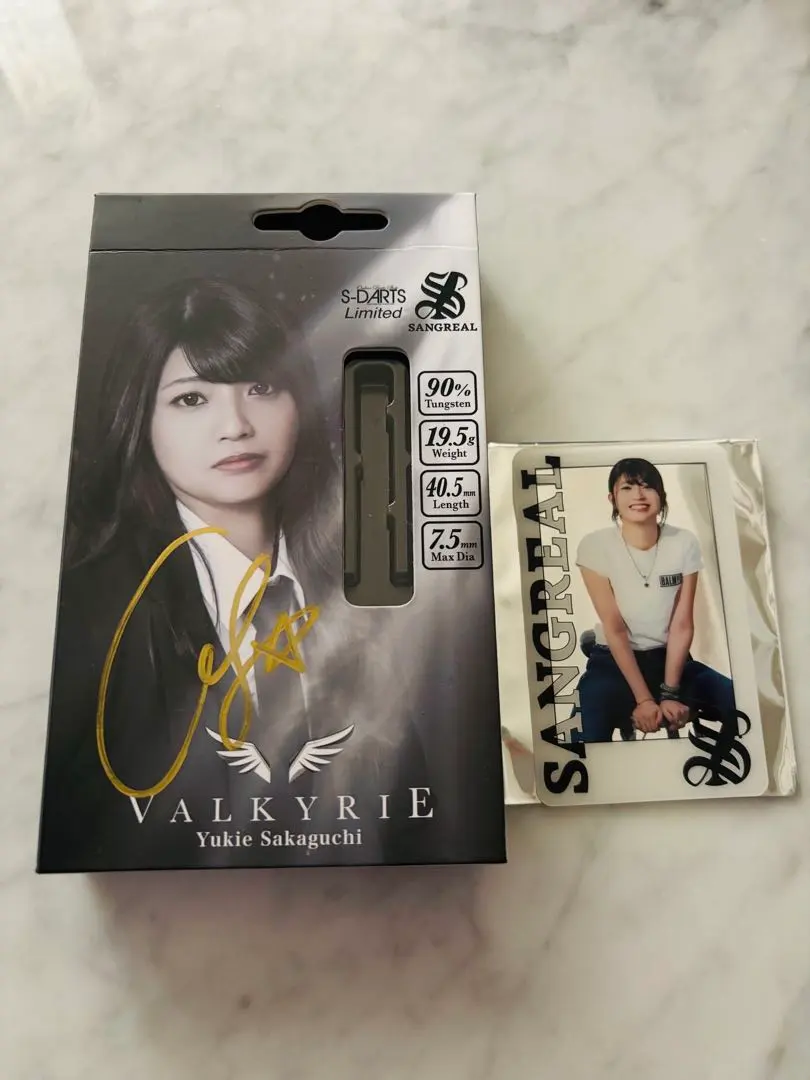 S-DARTS
Limited
SANGREAL
90%
Tungsten
19.5g
Weight
40.5mm
Length
7.5mm
Max Dia
VALKYRIE
Yukie Sakaguchi
SANGREAL